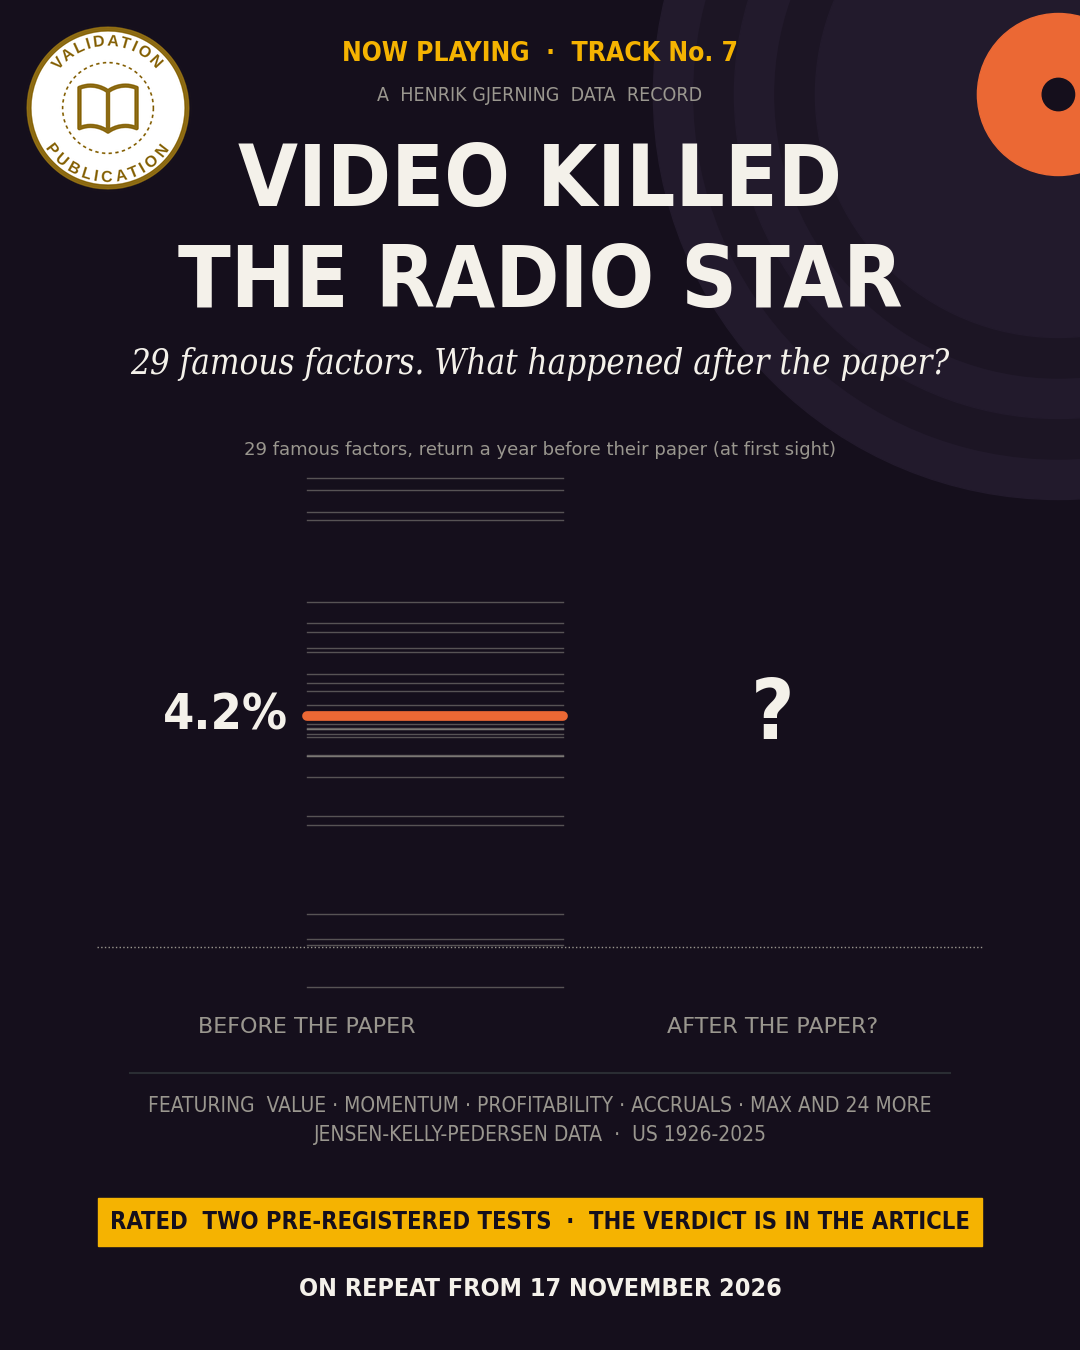 VALIDATION
PUBLICATION
NOW PLAYING · TRACK No. 7
A HENRIK GJERNING DATA RECORD
VIDEO KILLED
THE RADIO STAR
29 famous factors. What happened after the paper?
29 famous factors, return a year before their paper (at first sight)
4.2%
?
BEFORE THE PAPER
AFTER THE PAPER?
FEATURING VALUE · MOMENTUM · PROFITABILITY · ACCRUALS · MAX AND 24 MORE
JENSEN-KELLY-PEDERSEN DATA · US 1926-2025
RATED TWO PRE-REGISTERED TESTS · THE VERDICT IS IN THE ARTICLE
ON REPEAT FROM 17 NOVEMBER 2026